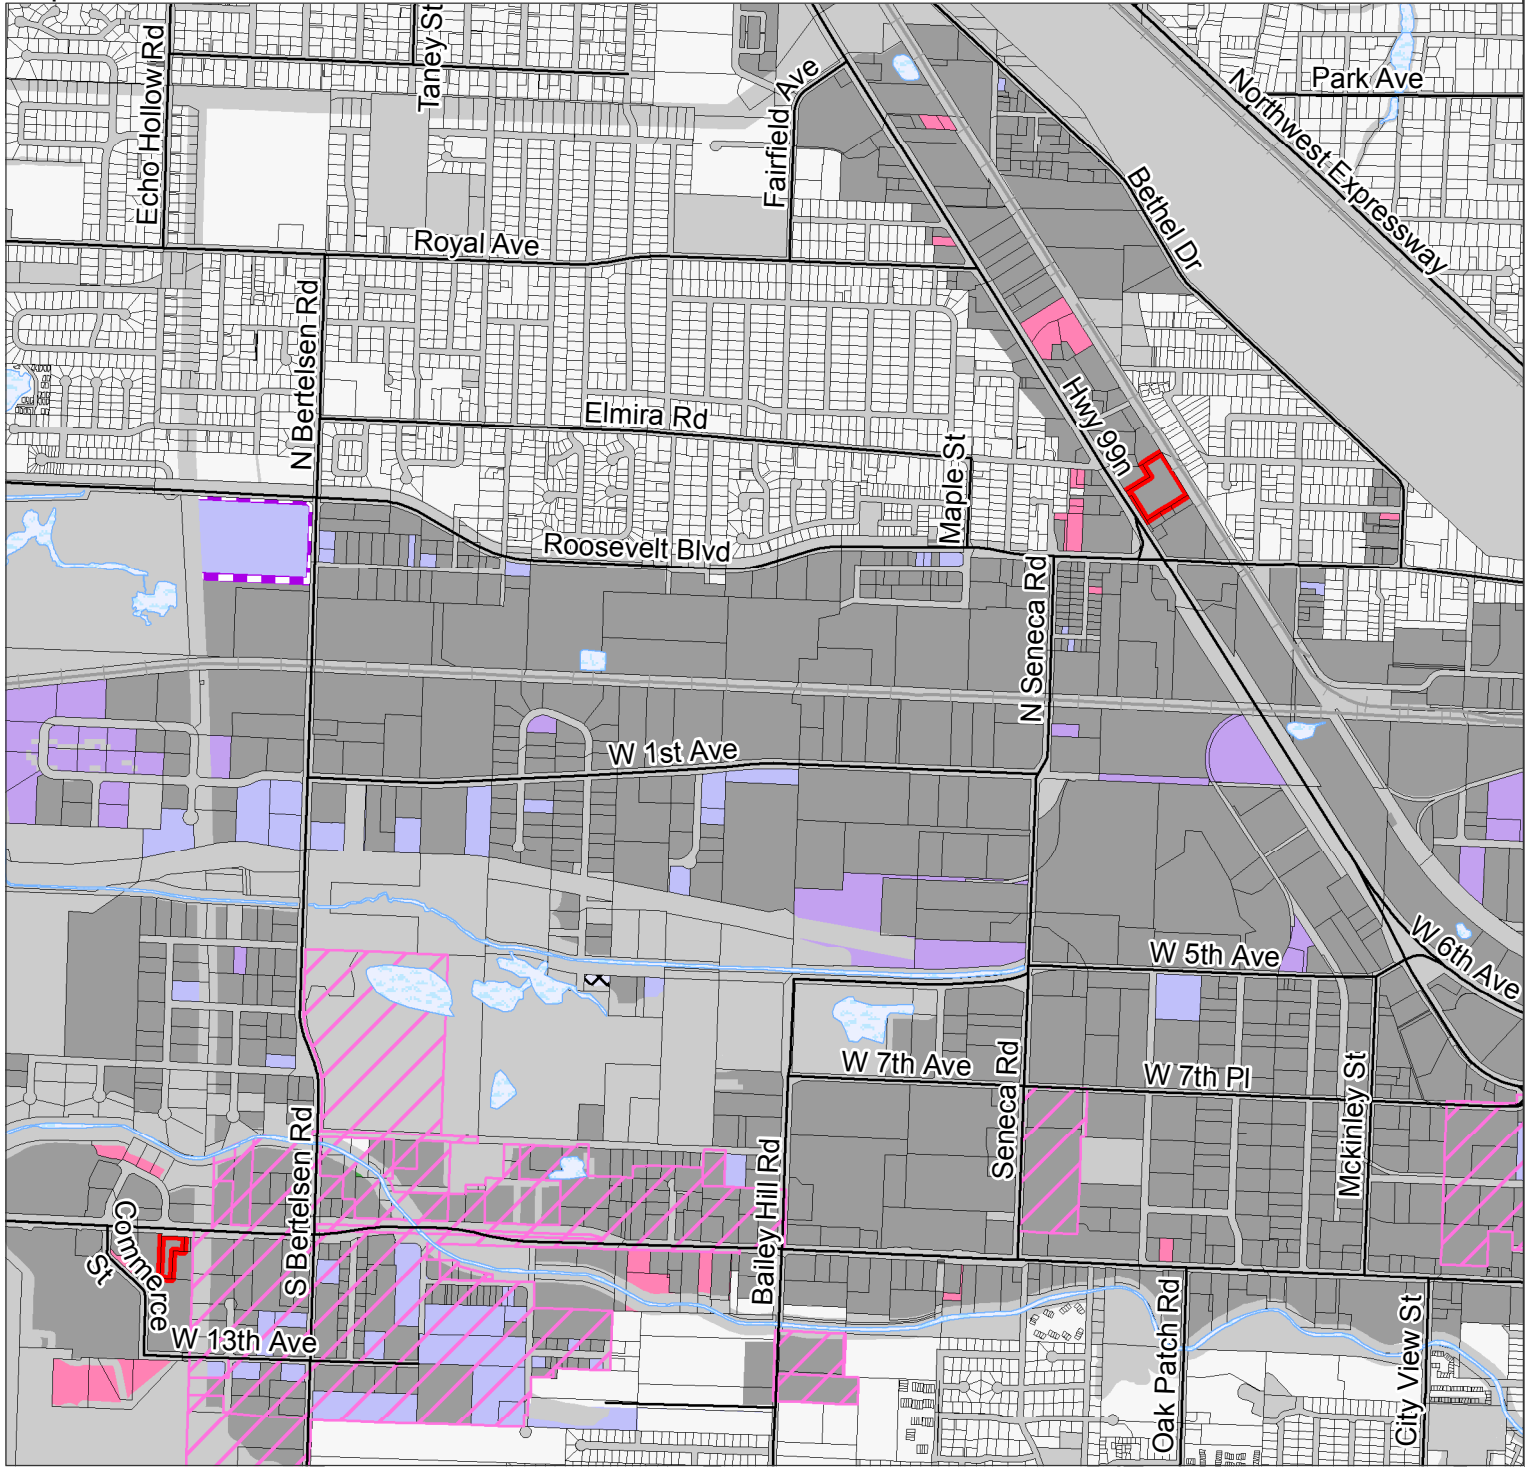 Echo Hollow Rd
Taney St
Fairfield Ave
Park Ave
Northwest Expressway
Bethel Dr
Royal Ave
N Bertelsen Rd
Elmira Rd
Hwy 99n
Maple St
Roosevelt Blvd
N Seneca Rd
W 1st Ave
W 5th Ave
W 6th Ave
W 7th Ave
W 7th Pl
Seneca Rd
Mckinley St
S Bertelsen Rd
Bailey Hill Rd
Commerce
St
W 13th Ave
Oak Patch Rd
City View St